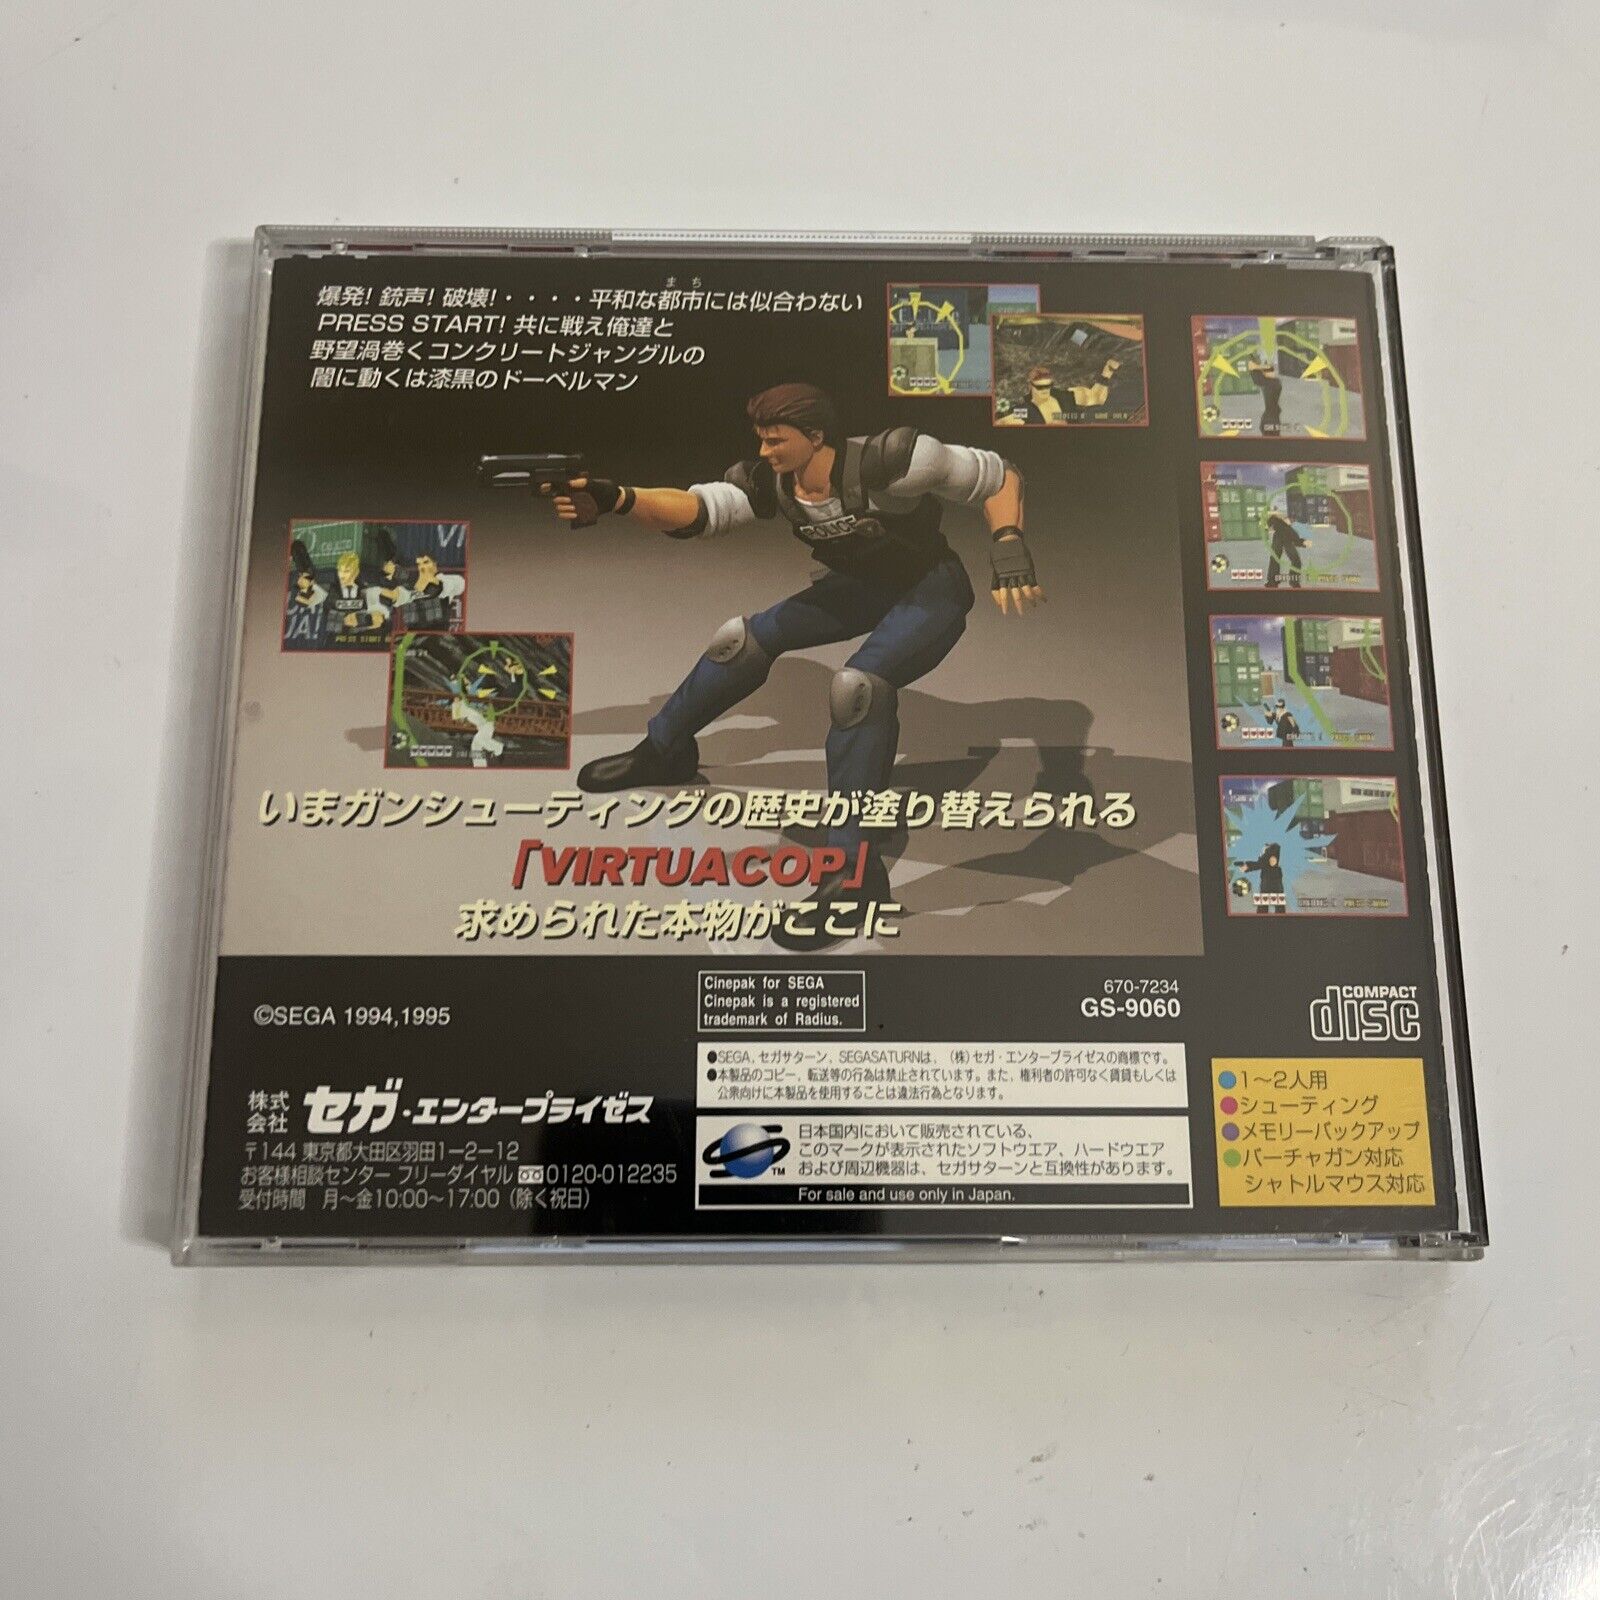 爆発! 銃声! 破壊!・・・・平和な都市には似合わない
まち
PRESS START! 共に戦え俺達と
野望渦巻くコンクリートジャングルの
闇に動くは漆黒のドーベルマン
POLICE
いまガンシューティングの歴史が塗り替えられる
「VIRTUACOP」
求められた本物がここに
©SEGA 1994,1995
Cinepak for SEGA
Cinepak is a registered
trademark of Radius.
670-7234
GS-9060
COMPACT
disc
●SEGA, セガサターン, SEGASATURNは、(株)セガ・エンタープライゼスの商標です。
●本製品のコピー, 転送等の行為は禁止されています。また, 権利者の許可なく賃貸もしくは
公衆向けに本製品を使用することは違法行為となります。
株式会社 セガ・エンタープライゼス
〒144 東京都大田区羽田1-2-12
お客様相談センター フリーダイヤル 0120-012235
受付時間 月〜金10:00〜17:00(除く祝日)
日本国内において販売されている、
このマークが表示されたソフトウエア、ハードウエア
および周辺機器は、セガサターンと互換性があります。
TM
For sale and use only in Japan.
●1〜2人用
●シューティング
●メモリーバックアップ
●バーチャガン対応
シャトルマウス対応